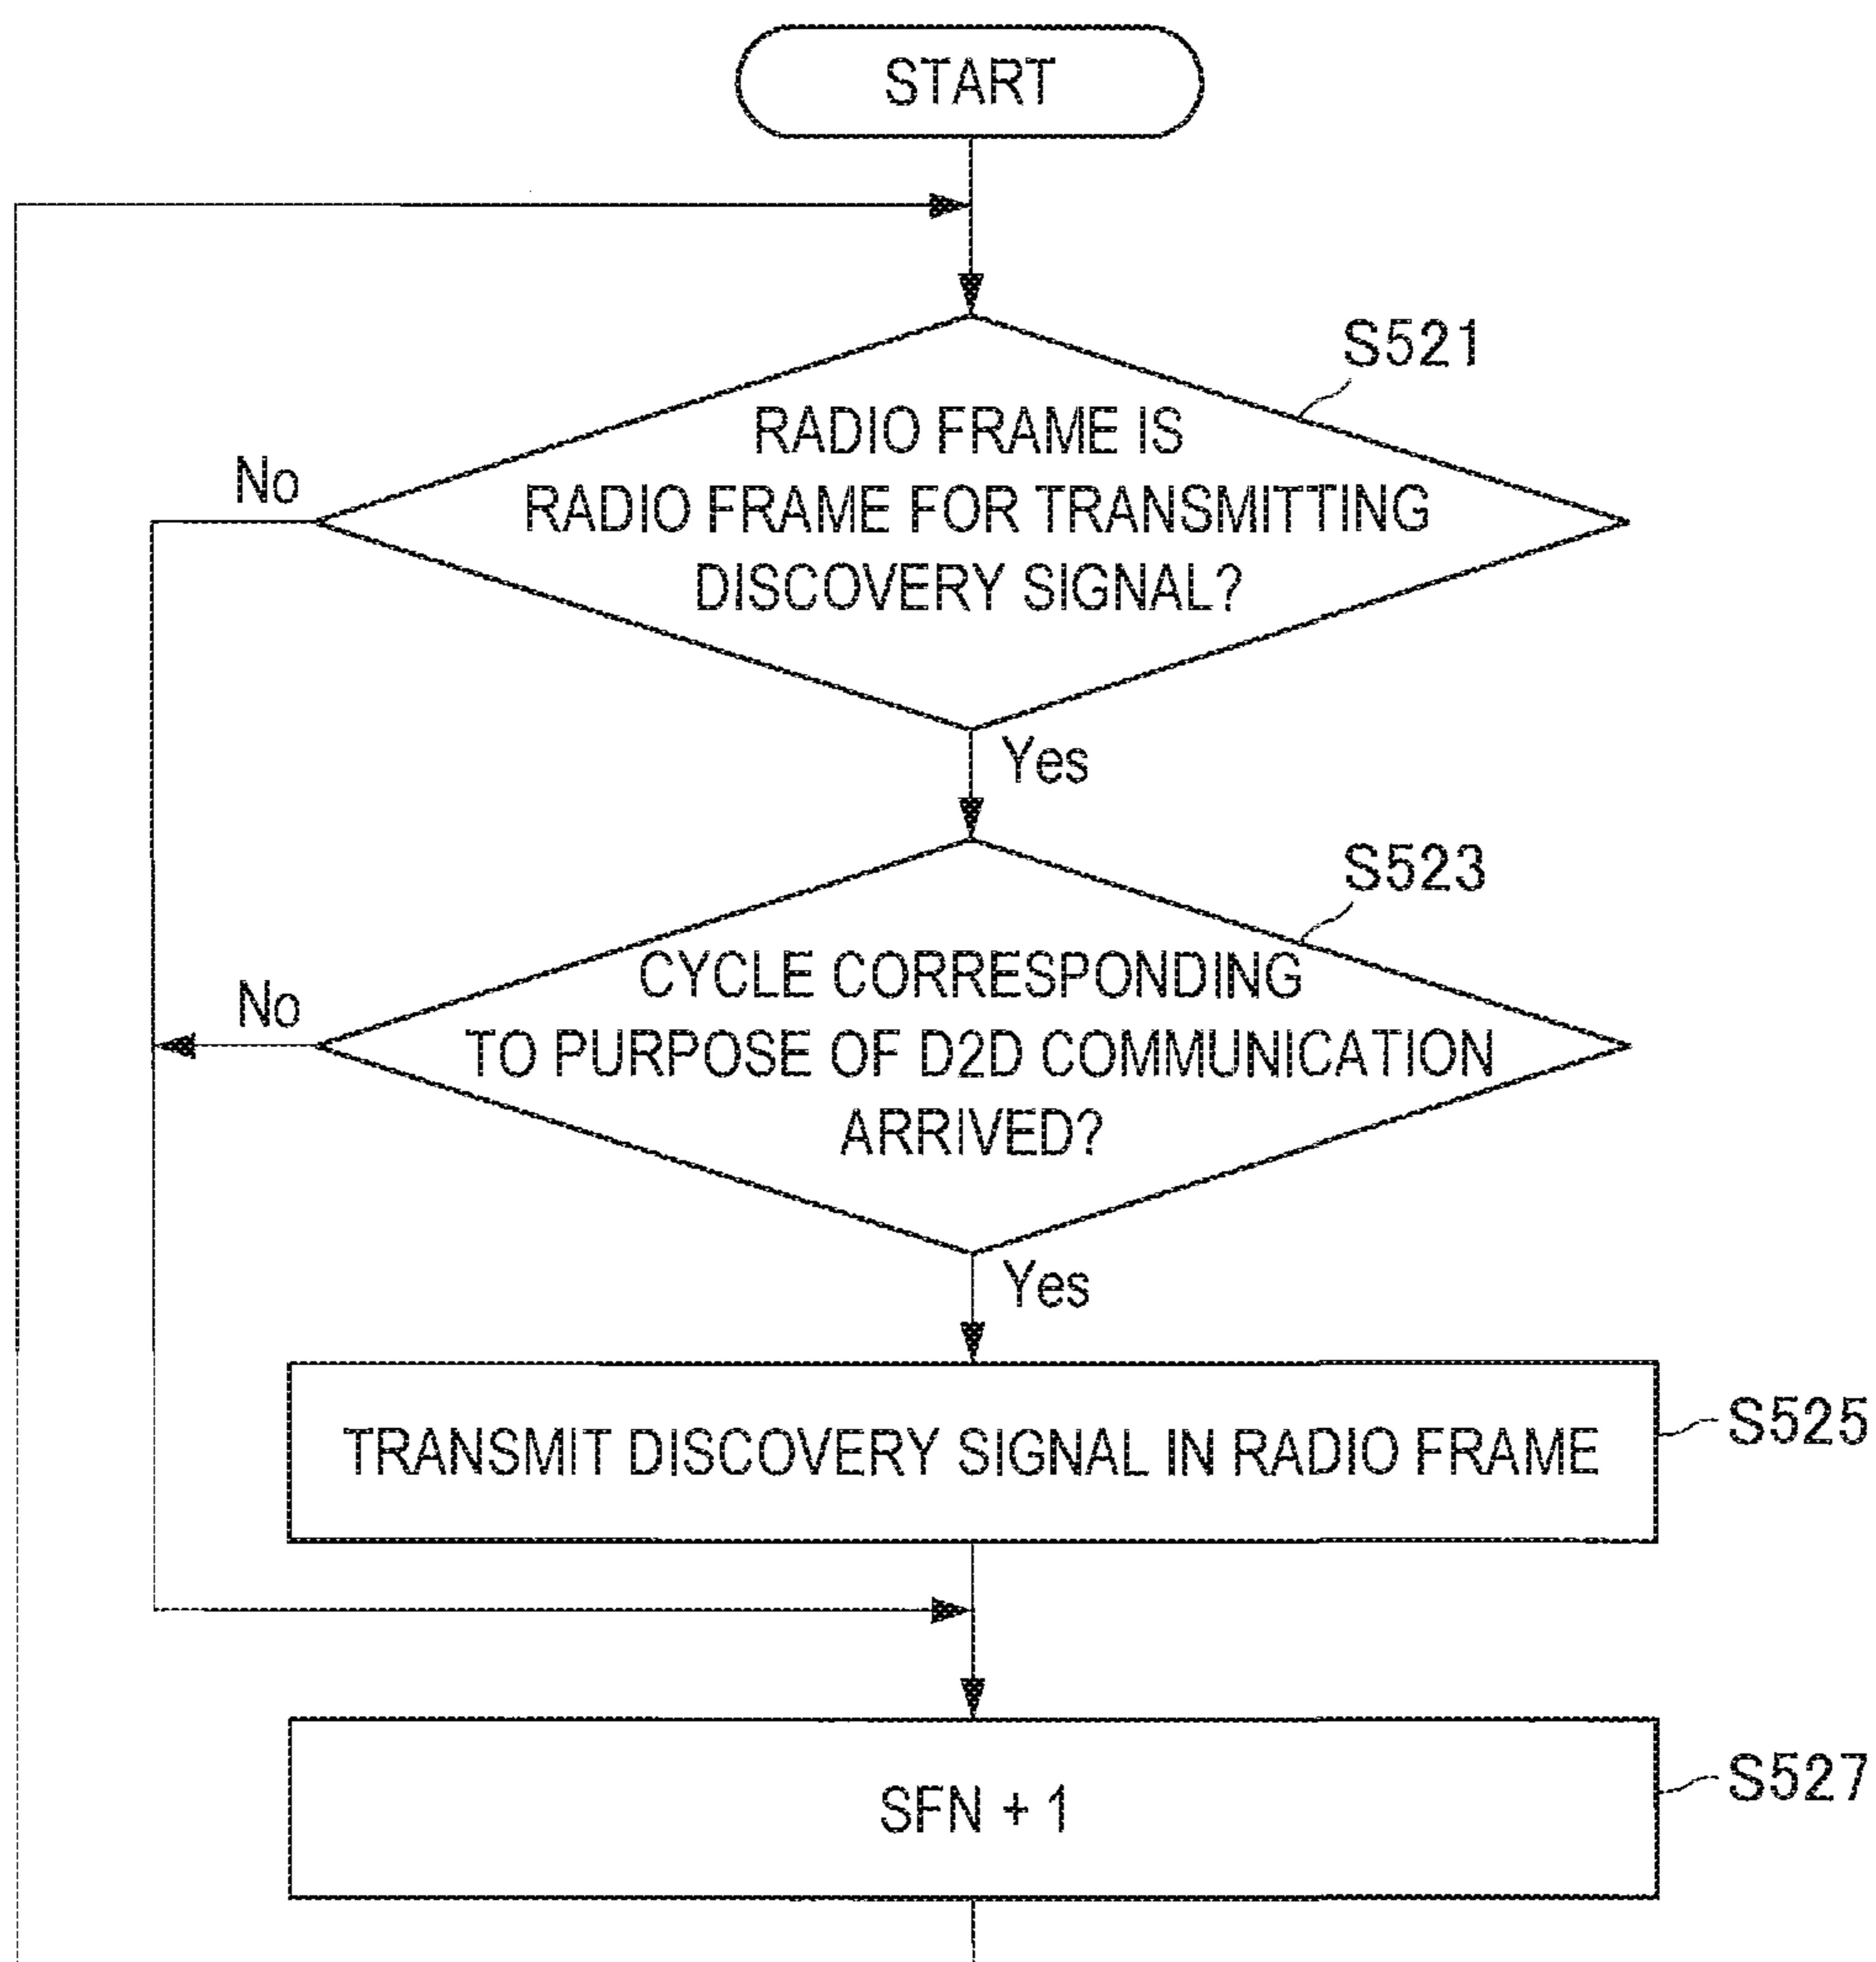 START
S521
RADIO FRAME IS
No
RADIO FRAME FOR TRANSMITTING
DISCOVERY SIGNAL?
Yes
S523
CYCLE CORRESPONDING
No
TO PURPOSE OF D2D COMMUNICATION
ARRIVED?
Yes
TRANSMIT DISCOVERY SIGNAL IN RADIO FRAME
S525
SFN + 1
S527